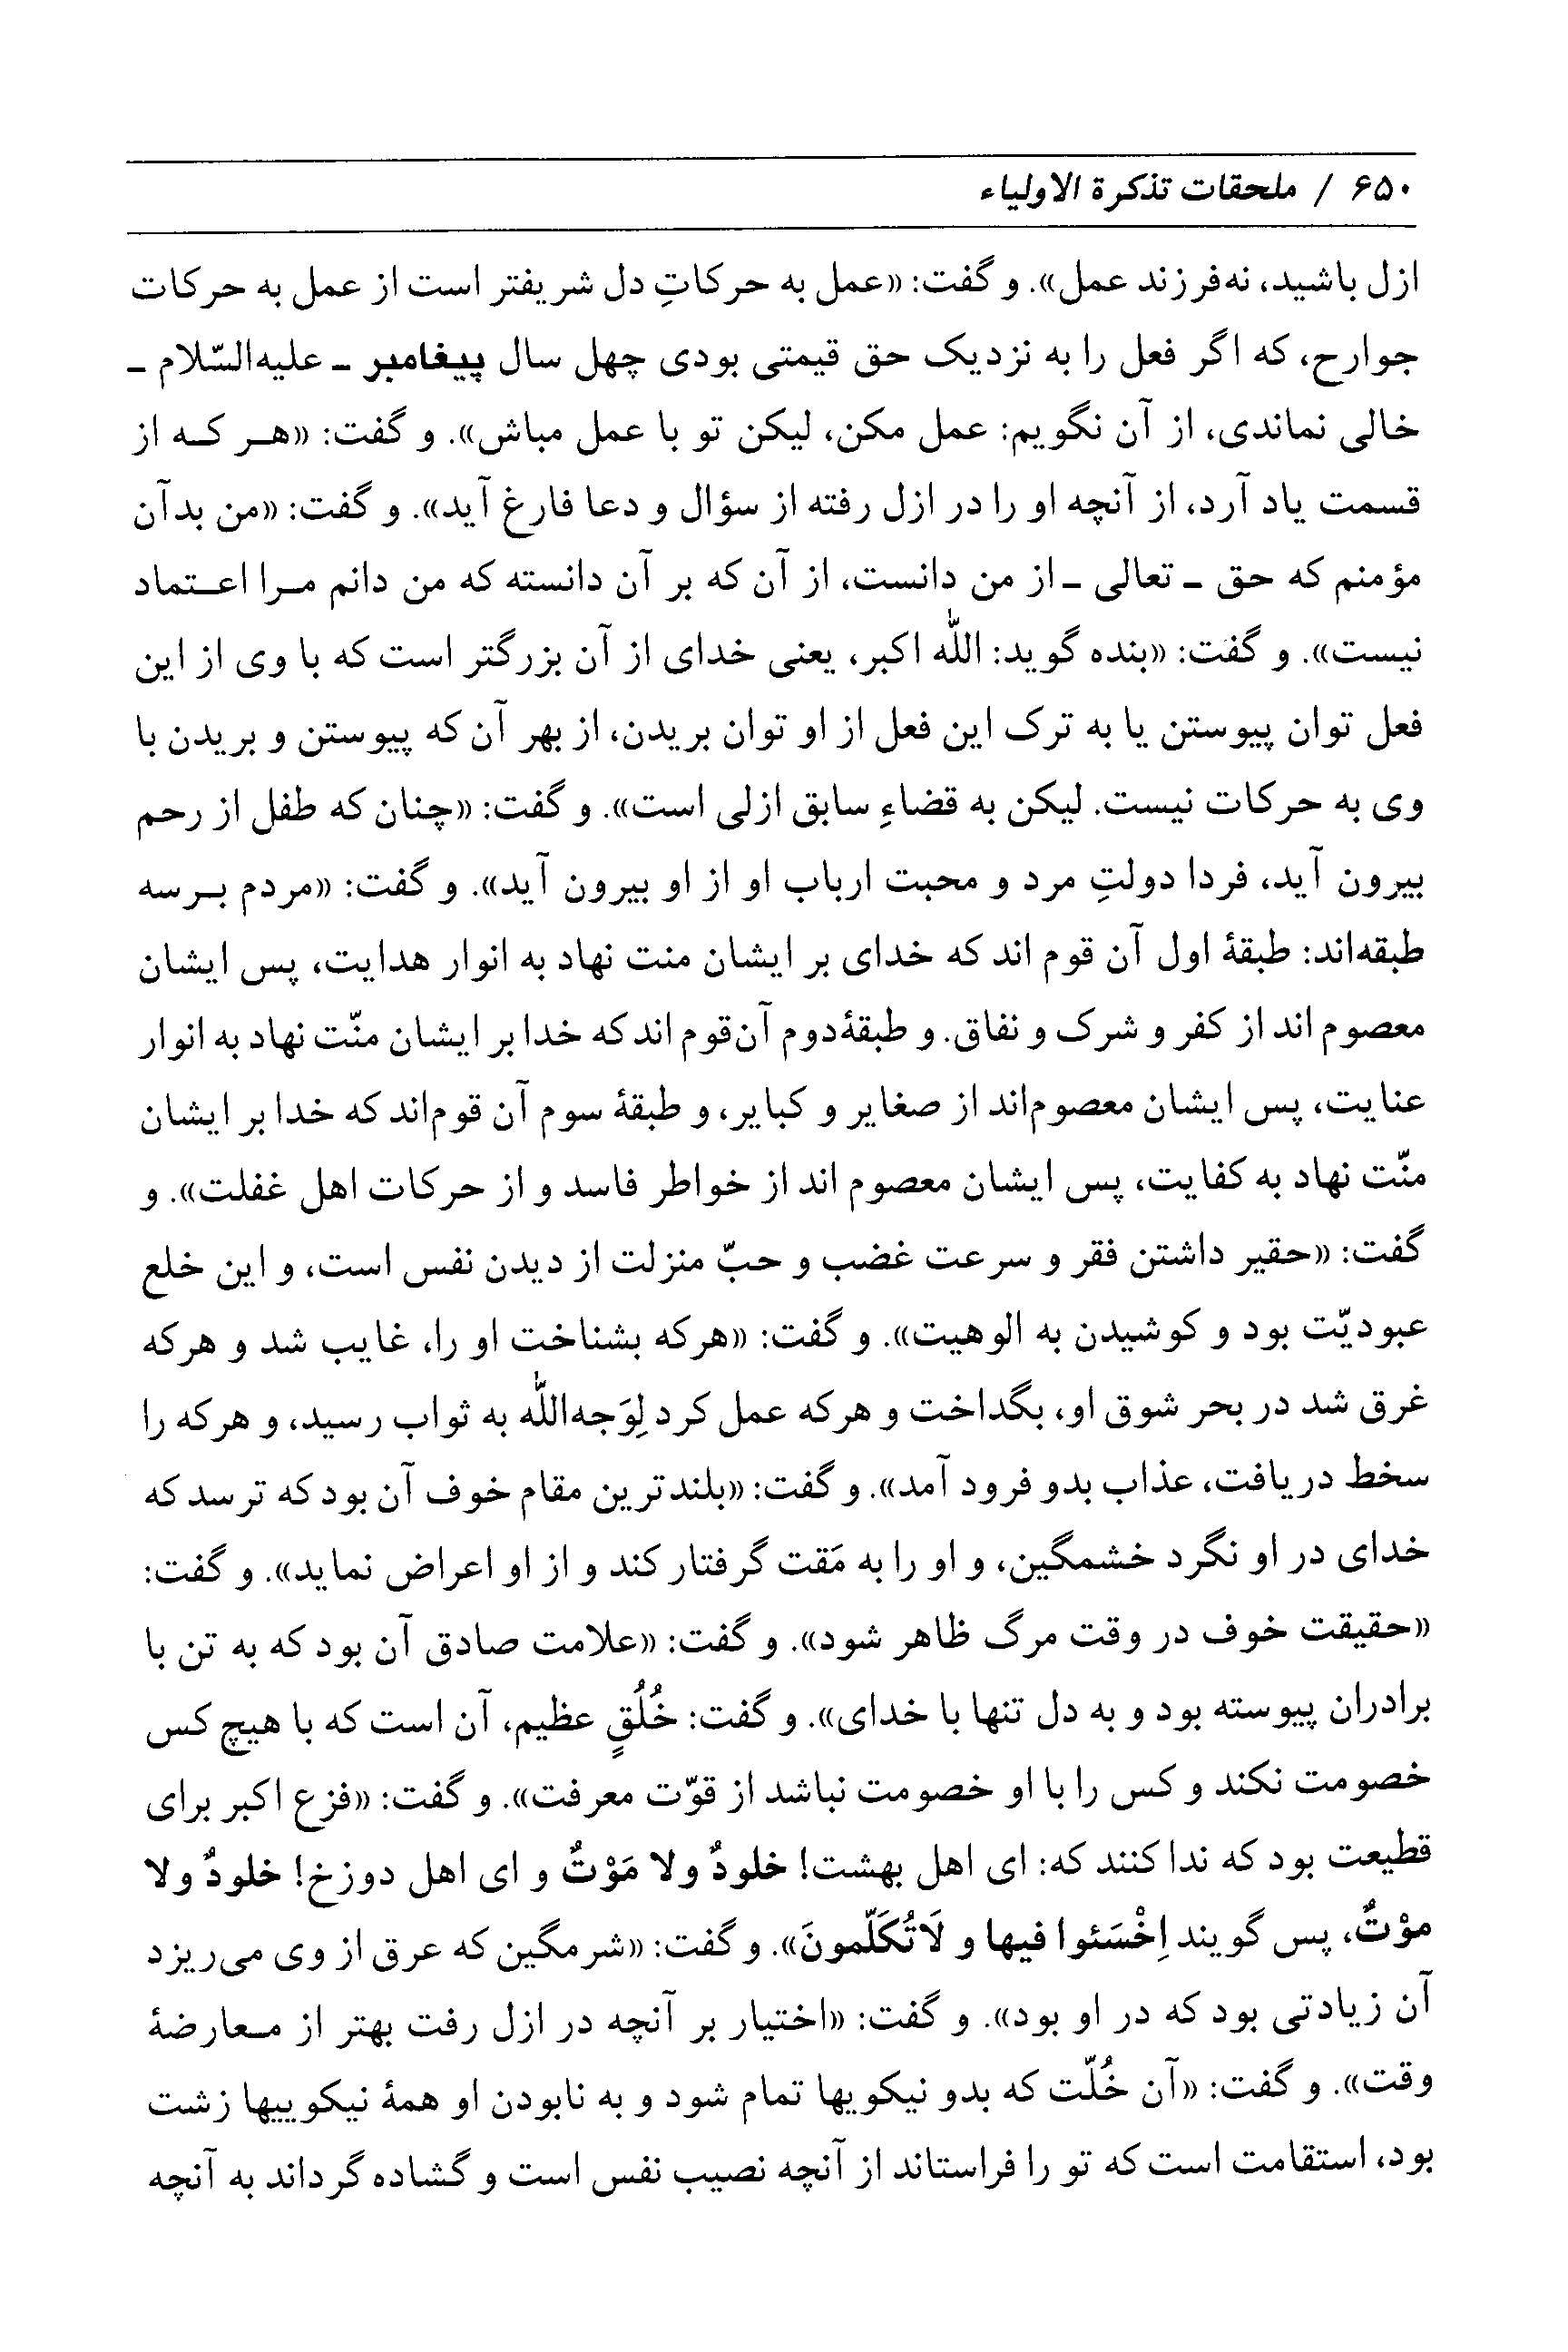 ۶۵۰ / ملحقات تذکرة الاولیاء
ازل باشید، نه‌فرزند عمل». و گفت: «عمل به حرکاتِ دل شریفتر است از عمل به حرکات
جوارح، که اگر فعل را به نزدیک حق قیمتی بودی چهل سال پیغامبر ـ علیه‌السّلام ـ
خالی نماندی، از آن نگویم: عمل مکن، لیکن تو با عمل مباش». و گفت: «هـر کـه از
قسمت یاد آرد، از آنچه او را در ازل رفته از سؤال و دعا فارغ آید». و گفت: «من بدآن
مؤمنم که حق ـ تعالی ـ از من دانست، از آن که بر آن دانسته که من دانم مـرا اعـتماد
نیست». و گفت: «بنده گوید: اللّٰه اکبر، یعنی خدای از آن بزرگتر است که با وی از این
فعل توان پیوستن یا به ترک این فعل از او توان بریدن، از بهر آن که پیوستن و بریدن با
وی به حرکات نیست. لیکن به قضاءِ سابق ازلی است». و گفت: «چنان که طفل از رحم
بیرون آید، فردا دولتِ مرد و محبت ارباب او از او بیرون آید». و گفت: «مردم بـرسه
طبقه‌اند: طبقهٔ اول آن قوم اند که خدای بر ایشان منت نهاد به انوار هدایت، پس ایشان
معصوم اند از کفر و شرک و نفاق. و طبقهٔ‌دوم آن‌قوم اند که خدا بر ایشان منّت نهاد به انوار
عنایت، پس ایشان معصوم‌اند از صغایر و کبایر، و طبقهٔ سوم آن قوم‌اند که خدا بر ایشان
منّت نهاد به کفایت، پس ایشان معصوم اند از خواطر فاسد و از حرکات اهل غفلت». و
گفت: «حقیر داشتن فقر و سرعت غضب و حبّ منزلت از دیدن نفس است، و این خلع
عبودیّت بود و کوشیدن به الوهیت». و گفت: «هرکه بشناخت او را، غایب شد و هرکه
غرق شد در بحر شوق او، بگداخت و هرکه عمل کرد لِوَجه‌اللّٰه به ثواب رسید، و هرکه را
سخط دریافت، عذاب بدو فرود آمد». و گفت: «بلندترین مقام خوف آن بود که ترسد که
خدای در او نگرد خشمگین، و او را به مَقت گرفتار کند و از او اعراض نماید». و گفت:
«حقیقت خوف در وقت مرگ ظاهر شود». و گفت: «علامت صادق آن بود که به تن با
برادران پیوسته بود و به دل تنها با خدای». و گفت: خُلُقٍ عظیم، آن است که با هیچ کس
خصومت نکند و کس را با او خصومت نباشد از قوّت معرفت». و گفت: «فزع اکبر برای
قطیعت بود که ندا کنند که: ای اهل بهشت! خلودٌ ولا مَوْتٌ و ای اهل دوزخ! خلودٌ ولا
موْتٌ، پس گویند اِخْسَئوا فیها و لَاتُکَلّمونَ». و گفت: «شرمگین که عرق از وی می‌ریزد
آن زیادتی بود که در او بود». و گفت: «اختیار بر آنچه در ازل رفت بهتر از مـعارضهٔ
وقت». و گفت: «آن خُلّت که بدو نیکویها تمام شود و به نابودن او همهٔ نیکوییها زشت
بود، استقامت است که تو را فراستاند از آنچه نصیب نفس است و گشاده گرداند به آنچه